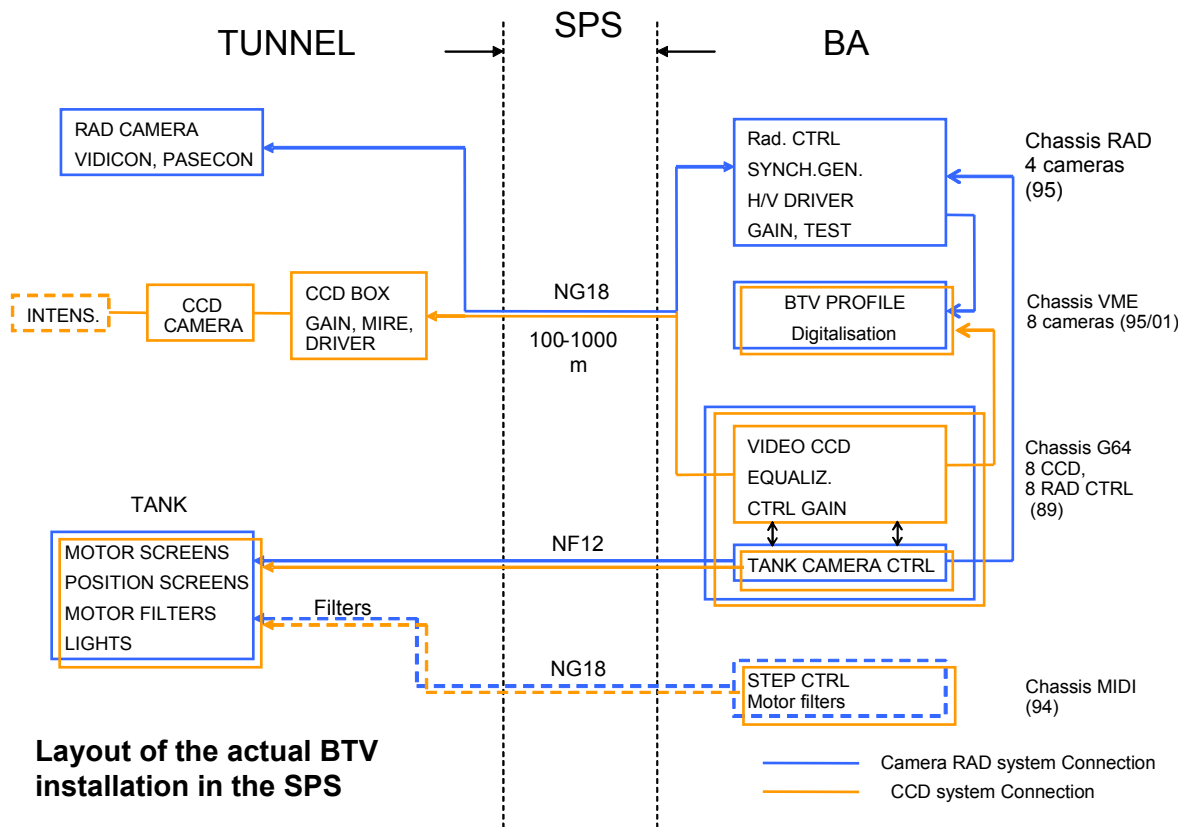 TUNNEL
SPS
BA
RAD CAMERA
VIDICON, PASECON
Rad. CTRL
SYNCH.GEN.
H/V DRIVER
GAIN, TEST
Chassis RAD
4 cameras
(95)
INTENS.
CCD
CAMERA
CCD BOX
GAIN, MIRE,
DRIVER
NG18
100-1000
m
BTV PROFILE
Digitalisation
Chassis VME
8 cameras (95/01)
VIDEO CCD
EQUALIZ.
CTRL GAIN
Chassis G64
8 CCD,
8 RAD CTRL
(89)
TANK
MOTOR SCREENS
POSITION SCREENS
MOTOR FILTERS
LIGHTS
NF12
TANK CAMERA CTRL
Filters
NG18
STEP CTRL
Motor filters
Chassis MIDI
(94)
Layout of the actual BTV
installation in the SPS
Camera RAD system Connection
CCD system Connection